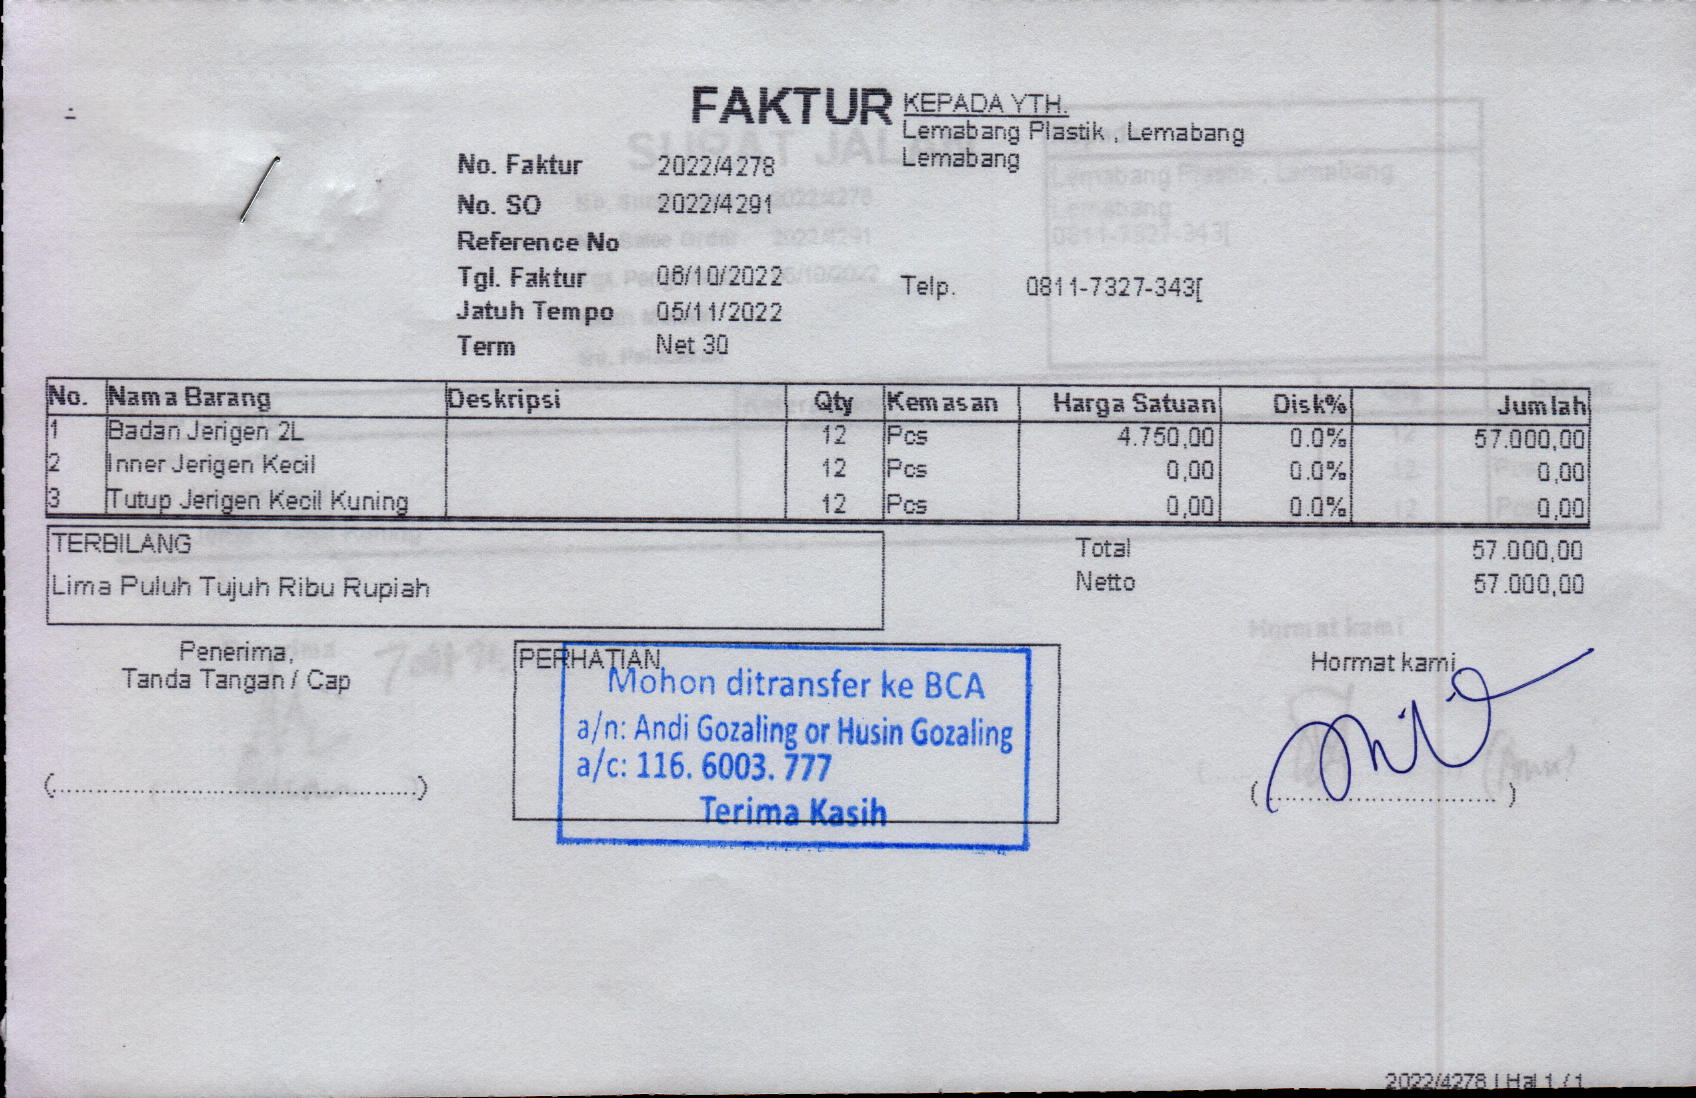 FAKTUR
KEPADA YTH.
Lemabang Plastik , Lemabang
Lemabang
No. Faktur 2022/4278
No. SO 2022/4291
Reference No
Tgl. Faktur 06/10/2022
Jatuh Tempo 05/11/2022
Term Net 30
Telp. 0811-7327-343[
No. Nama Barang Deskripsi Qty Kemasan Harga Satuan Disk% Jumlah
1 Badan Jerigen 2L 12 Pcs 4.750,00 0.0% 57.000,00
2 Inner Jerigen Kecil 12 Pcs 0,00 0.0% 0,00
3 Tutup Jerigen Kecil Kuning 12 Pcs 0,00 0.0% 0,00
TERBILANG
Lima Puluh Tujuh Ribu Rupiah
Total 57.000,00
Netto 57.000,00
Penerima,
Tanda Tangan / Cap
(..........)
PERHATIAN
Mohon ditransfer ke BCA
a/n: Andi Gozaling or Husin Gozaling
a/c: 116. 6003. 777
Terima Kasih
Hormat kami
(..........)
2022/4278 | Hal 1 / 1